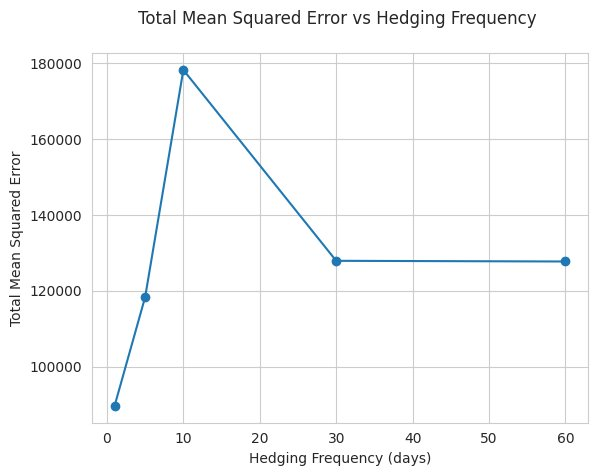 Total Mean Squared Error vs Hedging Frequency
180000
160000
140000
120000
100000
Total Mean Squared Error
0 10 20 30 40 50 60
Hedging Frequency (days)